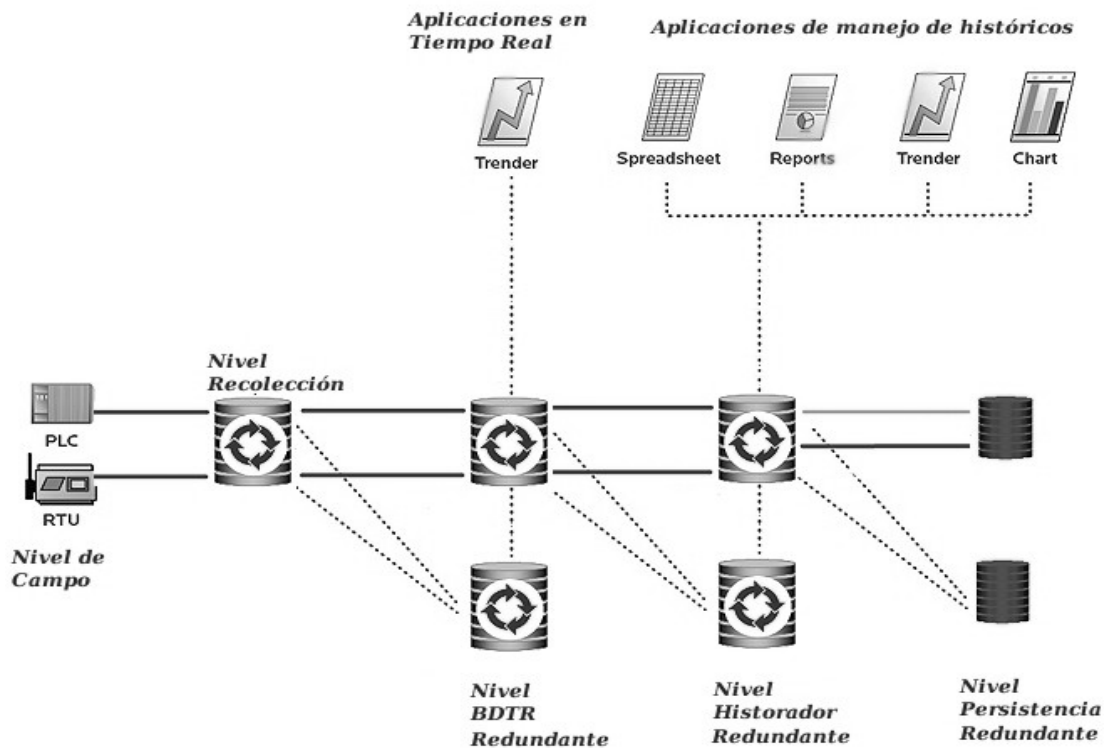 Aplicaciones en
Tiempo Real
Aplicaciones de manejo de históricos
Trender
Spreadsheet
Reports
Trender
Chart
Nivel
Recolección
PLC
RTU
Nivel de
Campo
Nivel
BDTR
Redundante
Nivel
Historador
Redundante
Nivel
Persistencia
Redundante